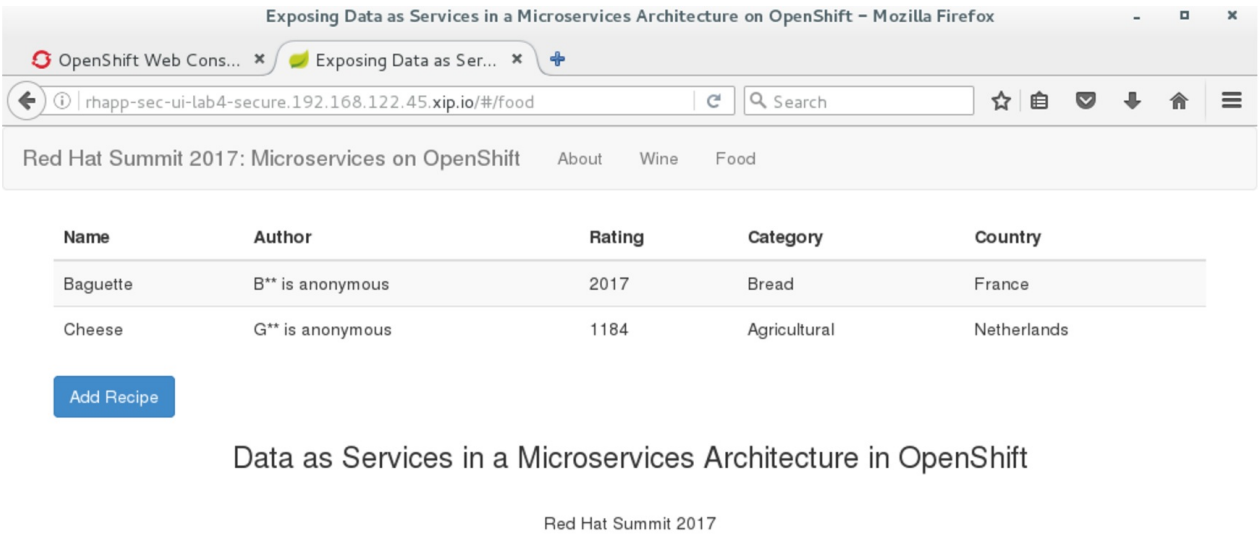 Exposing Data as Services in a Microservices Architecture on OpenShift – Mozilla Firefox
OpenShift Web Cons... Exposing Data as Ser...
rhapp-sec-ui-lab4-secure.192.168.122.45.xip.io/#/food Search
Red Hat Summit 2017: Microservices on OpenShift About Wine Food
Name Author Rating Category Country
Baguette B** is anonymous 2017 Bread France
Cheese G** is anonymous 1184 Agricultural Netherlands
Add Recipe
Data as Services in a Microservices Architecture in OpenShift
Red Hat Summit 2017